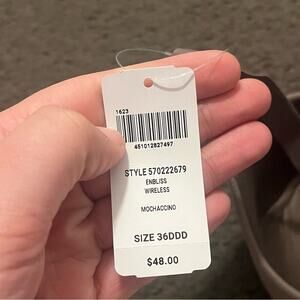 1623
451012827497
STYLE 570222679
ENBLISS
WIRELESS
MOCHACCINO
SIZE 36DDD
$48.00